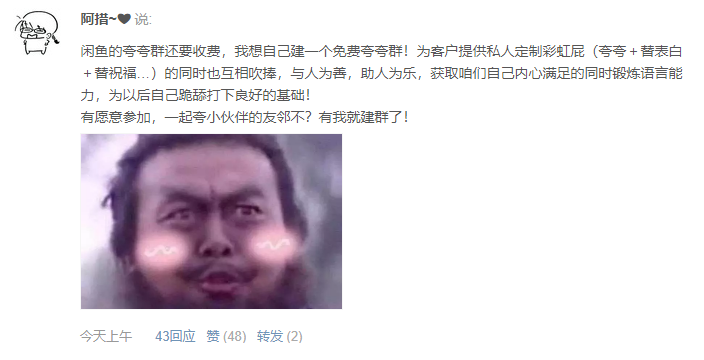 阿措~❤ 说:
闲鱼的夸夸群还要收费，我想自己建一个免费夸夸群！为客户提供私人定制彩虹屁（夸夸＋替表白
＋替祝福...）的同时也互相吹捧，与人为善，助人为乐，获取咱们自己内心满足的同时锻炼语言能
力，为以后自己跪舔打下良好的基础！
有愿意参加，一起夸小伙伴的友邻不？有我就建群了！
今天上午 43回应 赞 (48) 转发 (2)